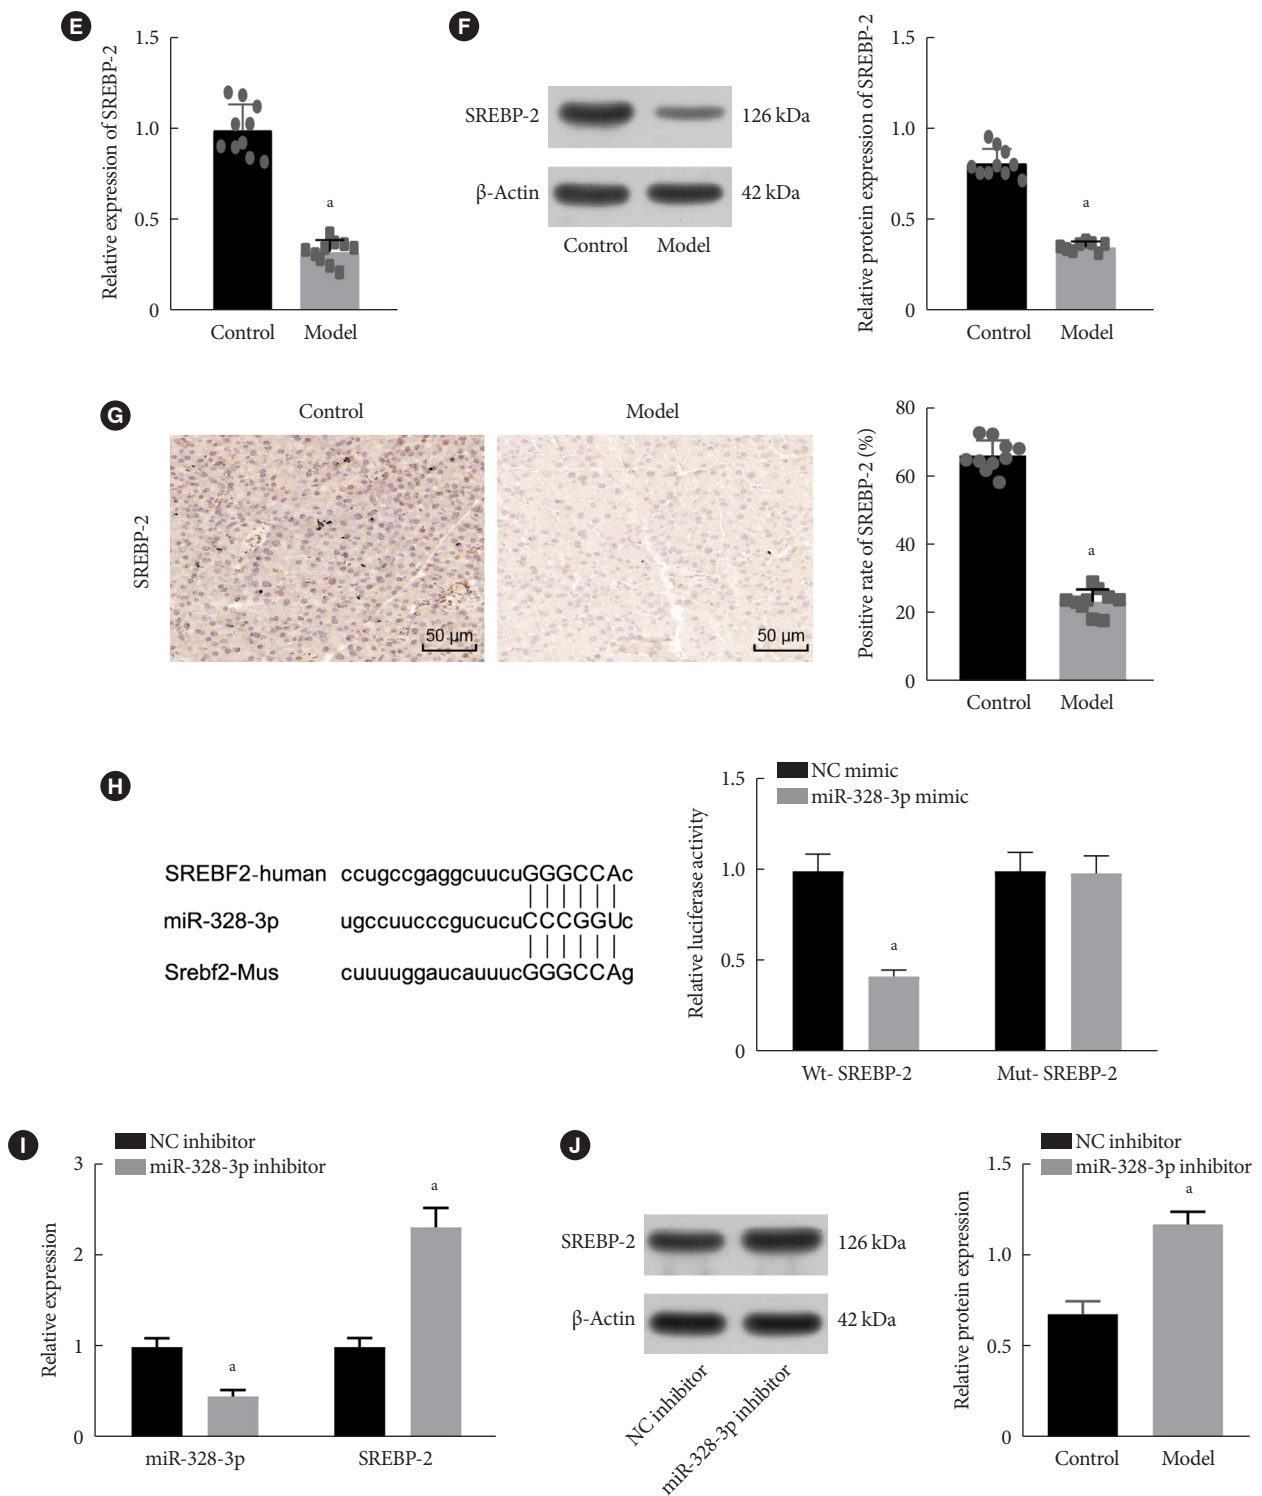 E
Relative expression of SREBP-2
1.5
1.0
0.5
0
a
Control Model
F
SREBP-2 126 kDa
β-Actin 42 kDa
Control Model
Relative protein expression of SREBP-2
1.5
1.0
0.5
0
a
Control Model
G
Control Model
SREBP-2
50 µm
50 µm
Positive rate of SREBP-2 (%)
80
60
40
20
0
a
Control Model
H
SREBF2-human ccugccgaggcuucuGGGCCAc
miR-328-3p ugccuucccgucucuCCCGGUc
Srebf2-Mus cuuuuggaucauuucGGGCCAg
NC mimic
miR-328-3p mimic
Relative luciferase activity
1.5
1.0
0.5
0
a
Wt- SREBP-2 Mut- SREBP-2
I
NC inhibitor
miR-328-3p inhibitor
Relative expression
3
2
1
0
a
a
miR-328-3p SREBP-2
J
SREBP-2 126 kDa
β-Actin 42 kDa
NC inhibitor
miR-328-3p inhibitor
NC inhibitor
miR-328-3p inhibitor
Relative protein expression
1.5
1.0
0.5
0
a
Control Model